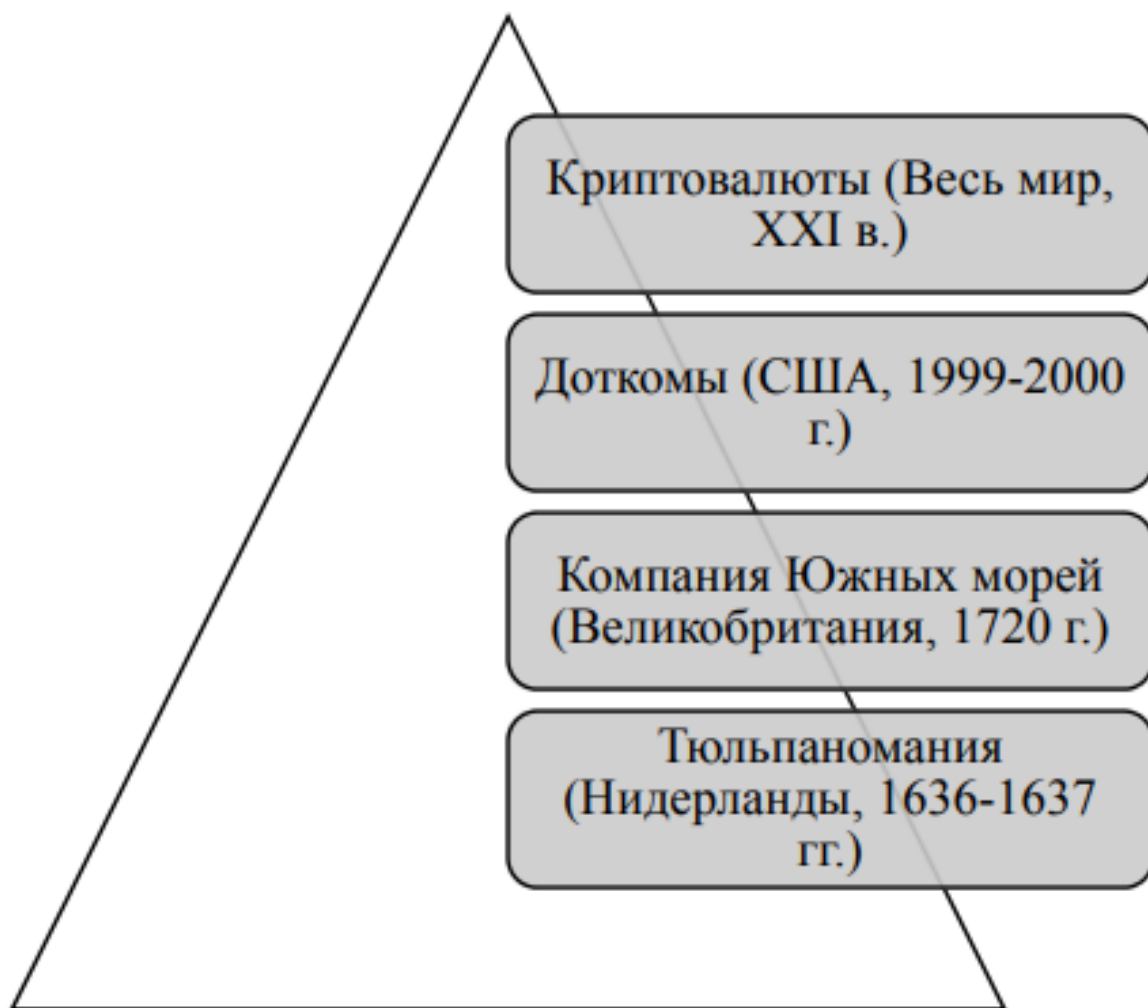 Криптовалюты (Весь мир,
XXI в.)
Доткомы (США, 1999-2000
г.)
Компания Южных морей
(Великобритания, 1720 г.)
Тюльпаномания
(Нидерланды, 1636-1637
гг.)